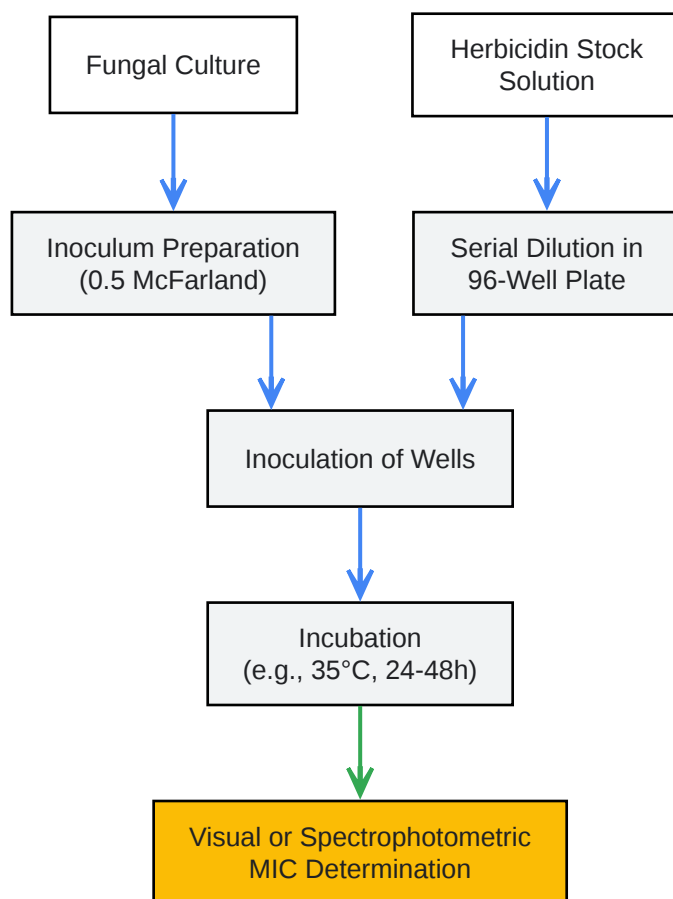 Fungal Culture
Herbicidin Stock
Solution
Inoculum Preparation
(0.5 McFarland)
Serial Dilution in
96-Well Plate
Inoculation of Wells
Incubation
(e.g., 35°C, 24-48h)
Visual or Spectrophotometric
MIC Determination